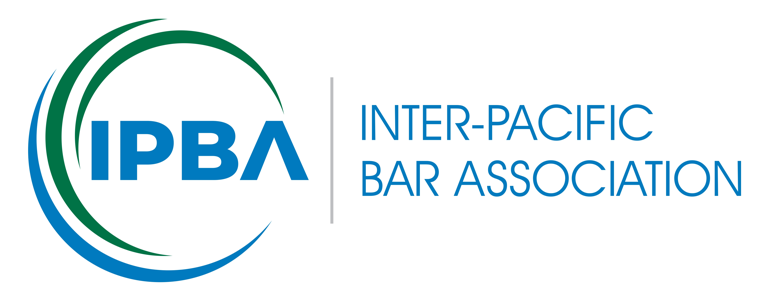 IPBA
INTER-PACIFIC
BAR ASSOCIATION